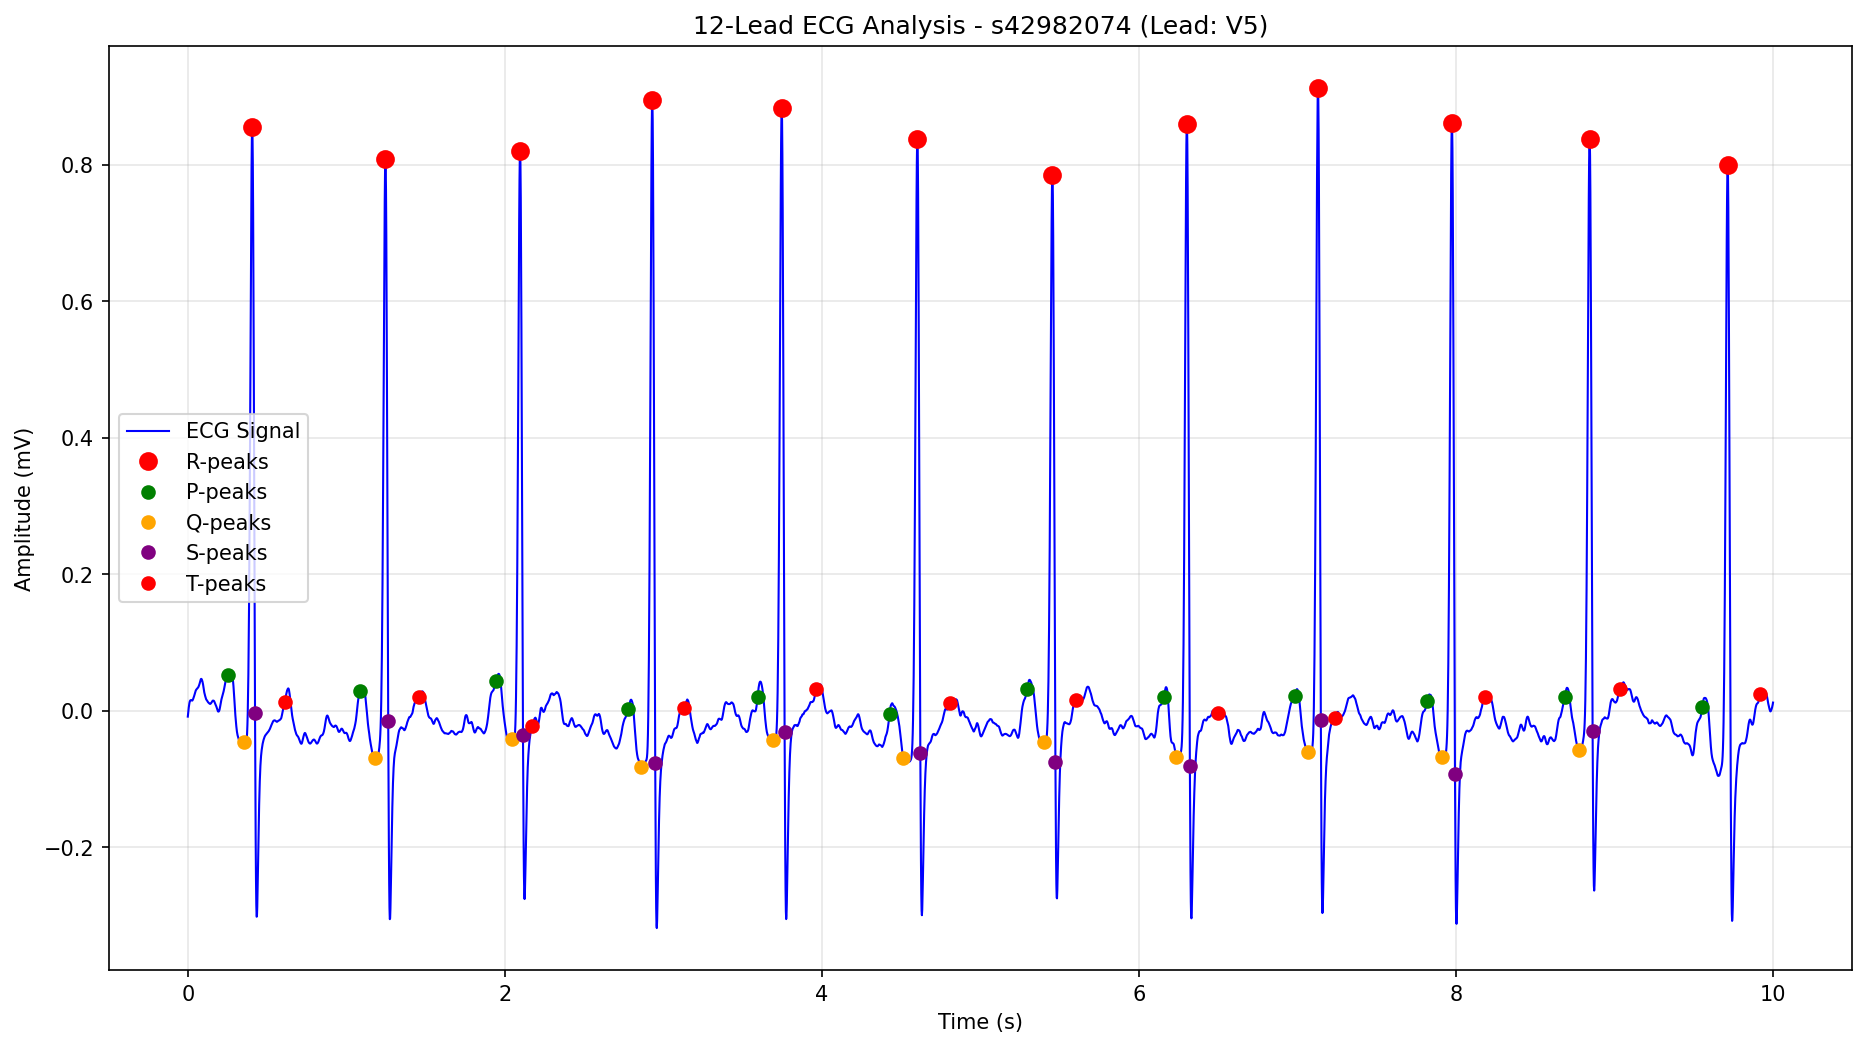 12-Lead ECG Analysis - s42982074 (Lead: V5)
Amplitude (mV)
0.8
0.6
0.4
0.2
0.0
−0.2
ECG Signal
R-peaks
P-peaks
Q-peaks
S-peaks
T-peaks
0 2 4 6 8 10
Time (s)